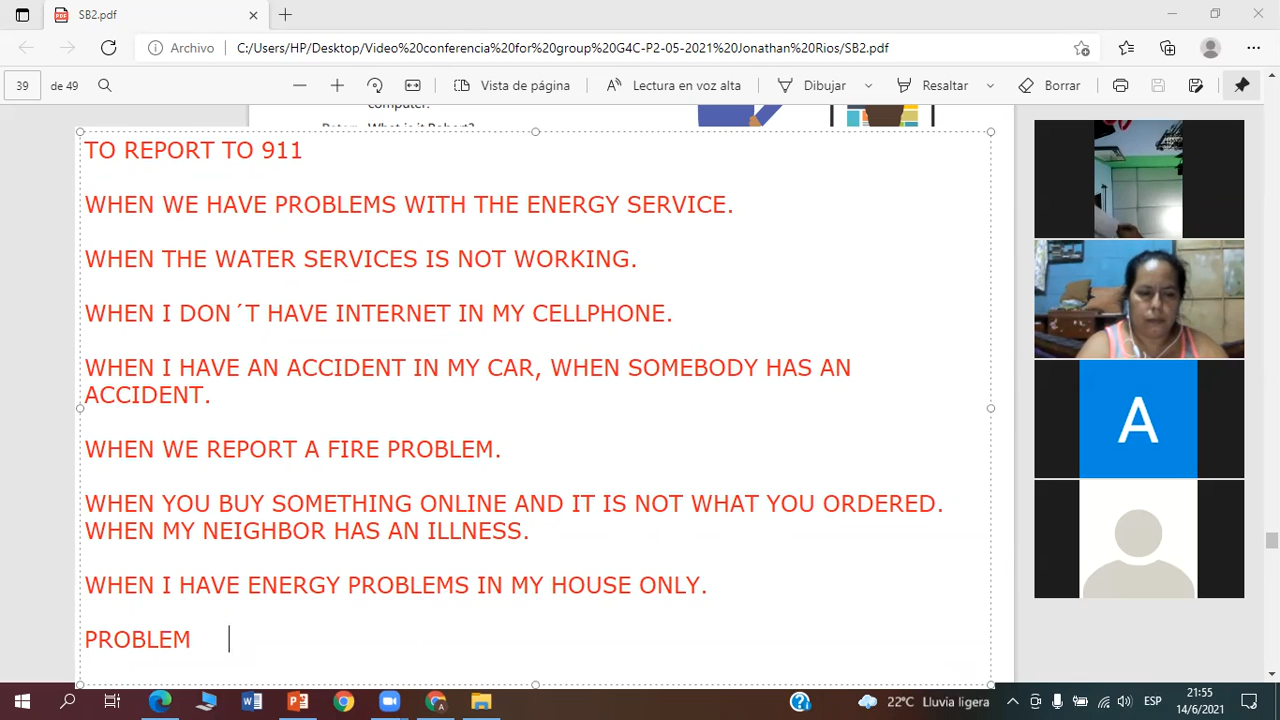 SB2.pdf
Archivo C:/Users/HP/Desktop/Video%20conferencia%20for%20group%20G4C-P2-05-2021%20Jonathan%20Rios/SB2.pdf
39 de 49 Vista de página Lectura en voz alta Dibujar Resaltar Borrar
computer.
What is it Robert?
TO REPORT TO 911
WHEN WE HAVE PROBLEMS WITH THE ENERGY SERVICE.
WHEN THE WATER SERVICES IS NOT WORKING.
WHEN I DON´T HAVE INTERNET IN MY CELLPHONE.
WHEN I HAVE AN ACCIDENT IN MY CAR, WHEN SOMEBODY HAS AN
ACCIDENT.
WHEN WE REPORT A FIRE PROBLEM.
WHEN YOU BUY SOMETHING ONLINE AND IT IS NOT WHAT YOU ORDERED.
WHEN MY NEIGHBOR HAS AN ILLNESS.
WHEN I HAVE ENERGY PROBLEMS IN MY HOUSE ONLY.
PROBLEM
A
22°C Lluvia ligera ESP 21:55
14/6/2021